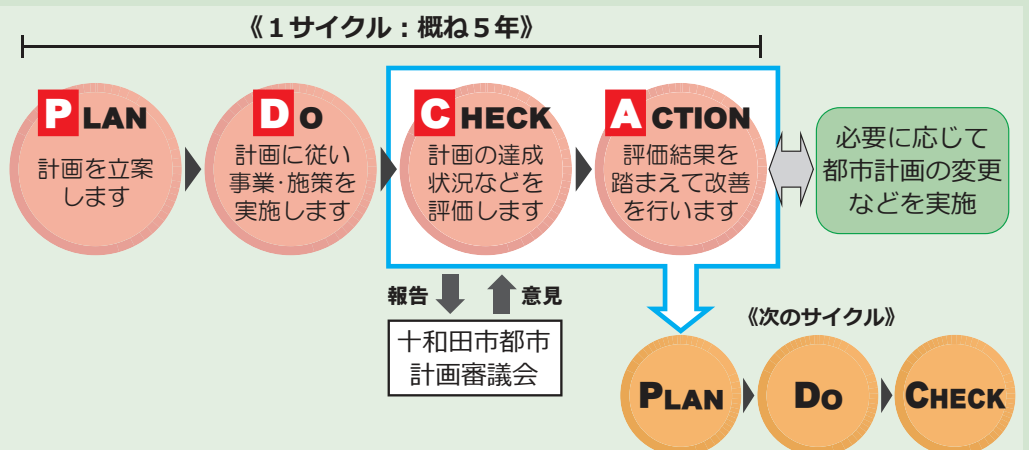 《１サイクル：概ね５年》
PLAN
計画を立案
します
DO
計画に従い
事業・施策を
実施します
CHECK
計画の達成
状況などを
評価します
ACTION
評価結果を
踏まえて改善
を行います
必要に応じて
都市計画の変更
などを実施
報告
意見
十和田市都市
計画審議会
《次のサイクル》
PLAN
DO
CHECK